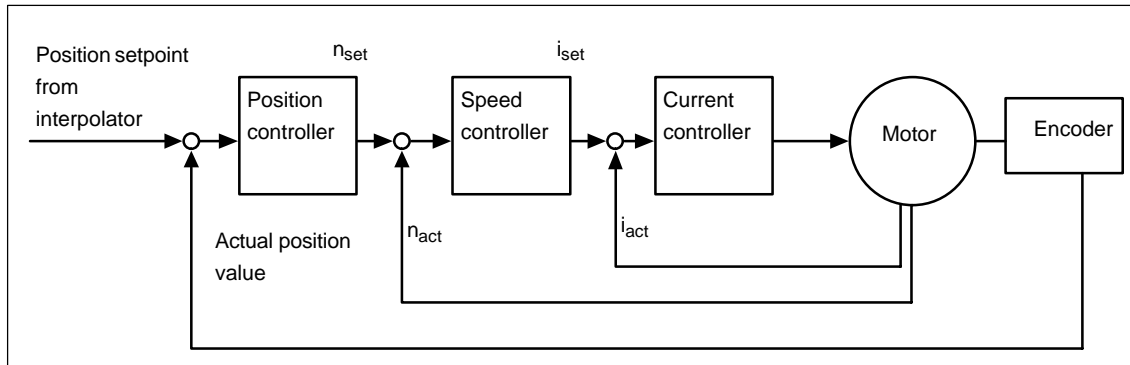 Position setpoint
from
interpolator
n_set
i_set
Position
controller
Speed
controller
Current
controller
Motor
Encoder
Actual position
value
n_act
i_act